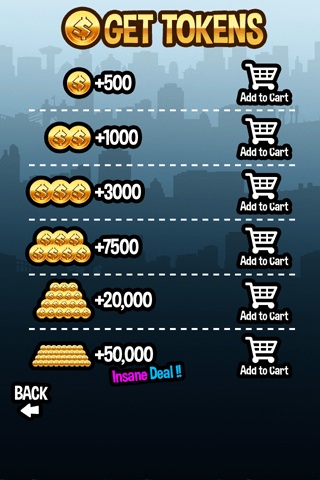 GET TOKENS
+500
Add to Cart
+1000
Add to Cart
+3000
Add to Cart
+7500
Add to Cart
+20,000
Add to Cart
+50,000
Insane Deal !!
Add to Cart
BACK